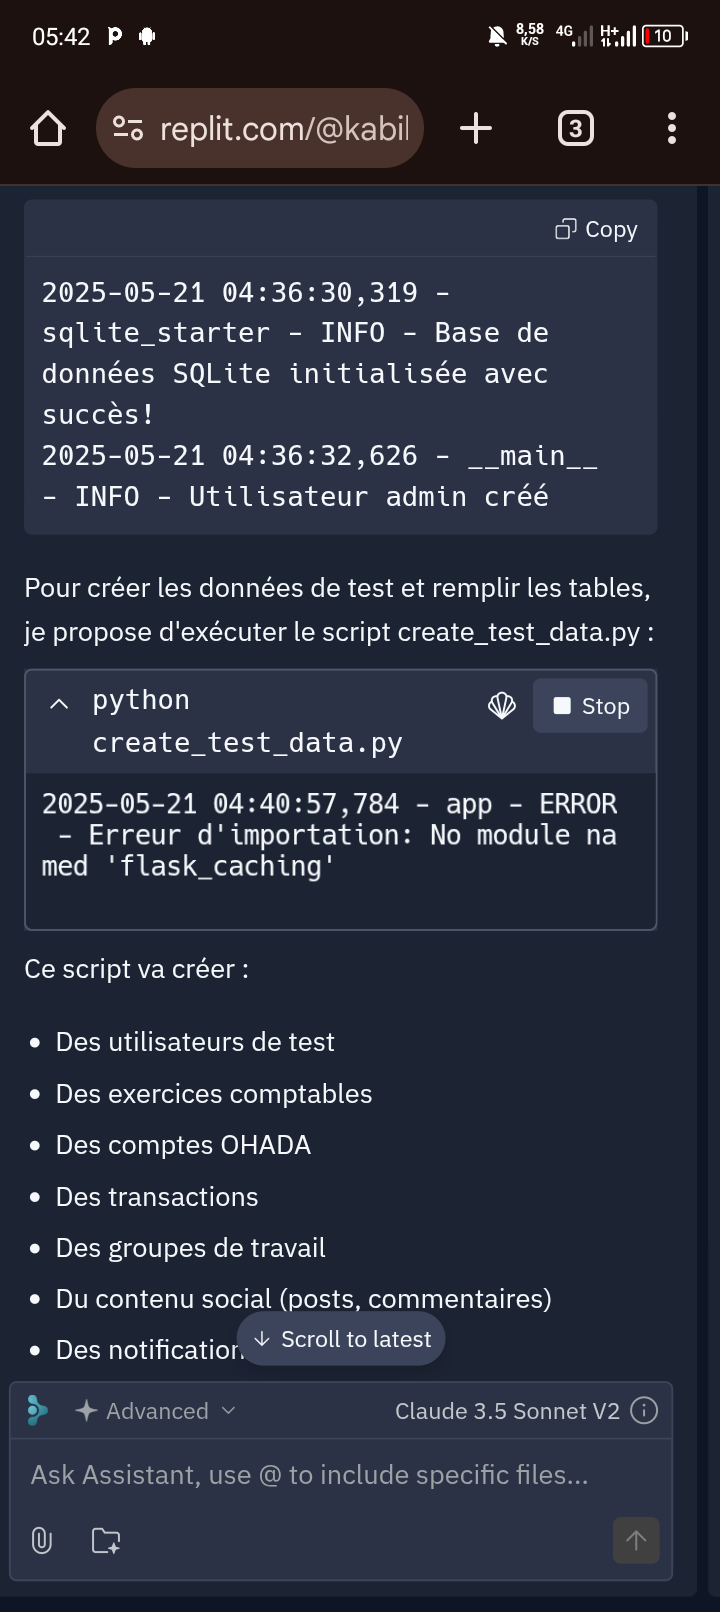 05:42
8,58 K/S 4G H+ 10
replit.com/@kabil
3
Copy
2025-05-21 04:36:30,319 -
sqlite_starter - INFO - Base de
données SQLite initialisée avec
succès!
2025-05-21 04:36:32,626 - __main__
- INFO - Utilisateur admin créé
Pour créer les données de test et remplir les tables,
je propose d'exécuter le script create_test_data.py :
python
create_test_data.py
Stop
2025-05-21 04:40:57,784 - app - ERROR
- Erreur d'importation: No module na
med 'flask_caching'
Ce script va créer :
• Des utilisateurs de test
• Des exercices comptables
• Des comptes OHADA
• Des transactions
• Des groupes de travail
• Du contenu social (posts, commentaires)
• Des notification
Scroll to latest
Advanced
Claude 3.5 Sonnet V2
Ask Assistant, use @ to include specific files...